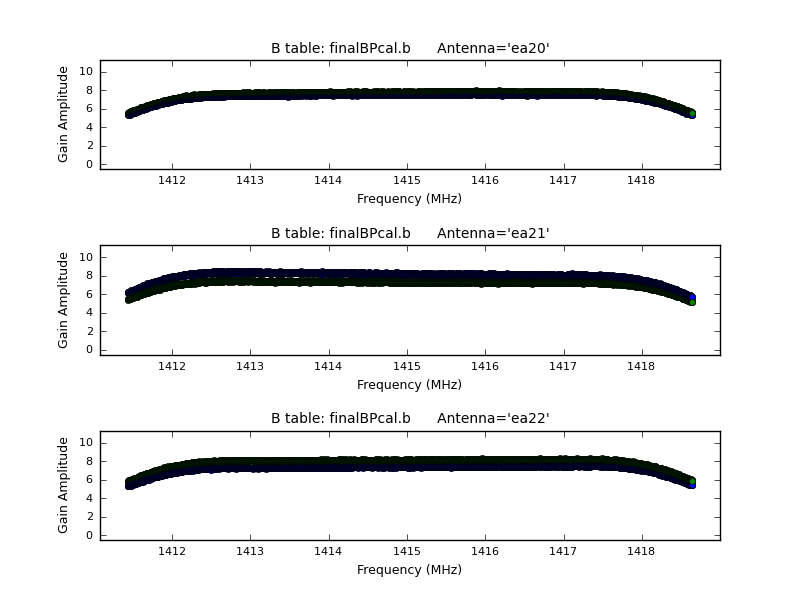 B table: finalBPcal.b Antenna='ea20'
10
8
6
4
2
0
Gain Amplitude
1412 1413 1414 1415 1416 1417 1418
Frequency (MHz)
B table: finalBPcal.b Antenna='ea21'
10
8
6
4
2
0
Gain Amplitude
1412 1413 1414 1415 1416 1417 1418
Frequency (MHz)
B table: finalBPcal.b Antenna='ea22'
10
8
6
4
2
0
Gain Amplitude
1412 1413 1414 1415 1416 1417 1418
Frequency (MHz)